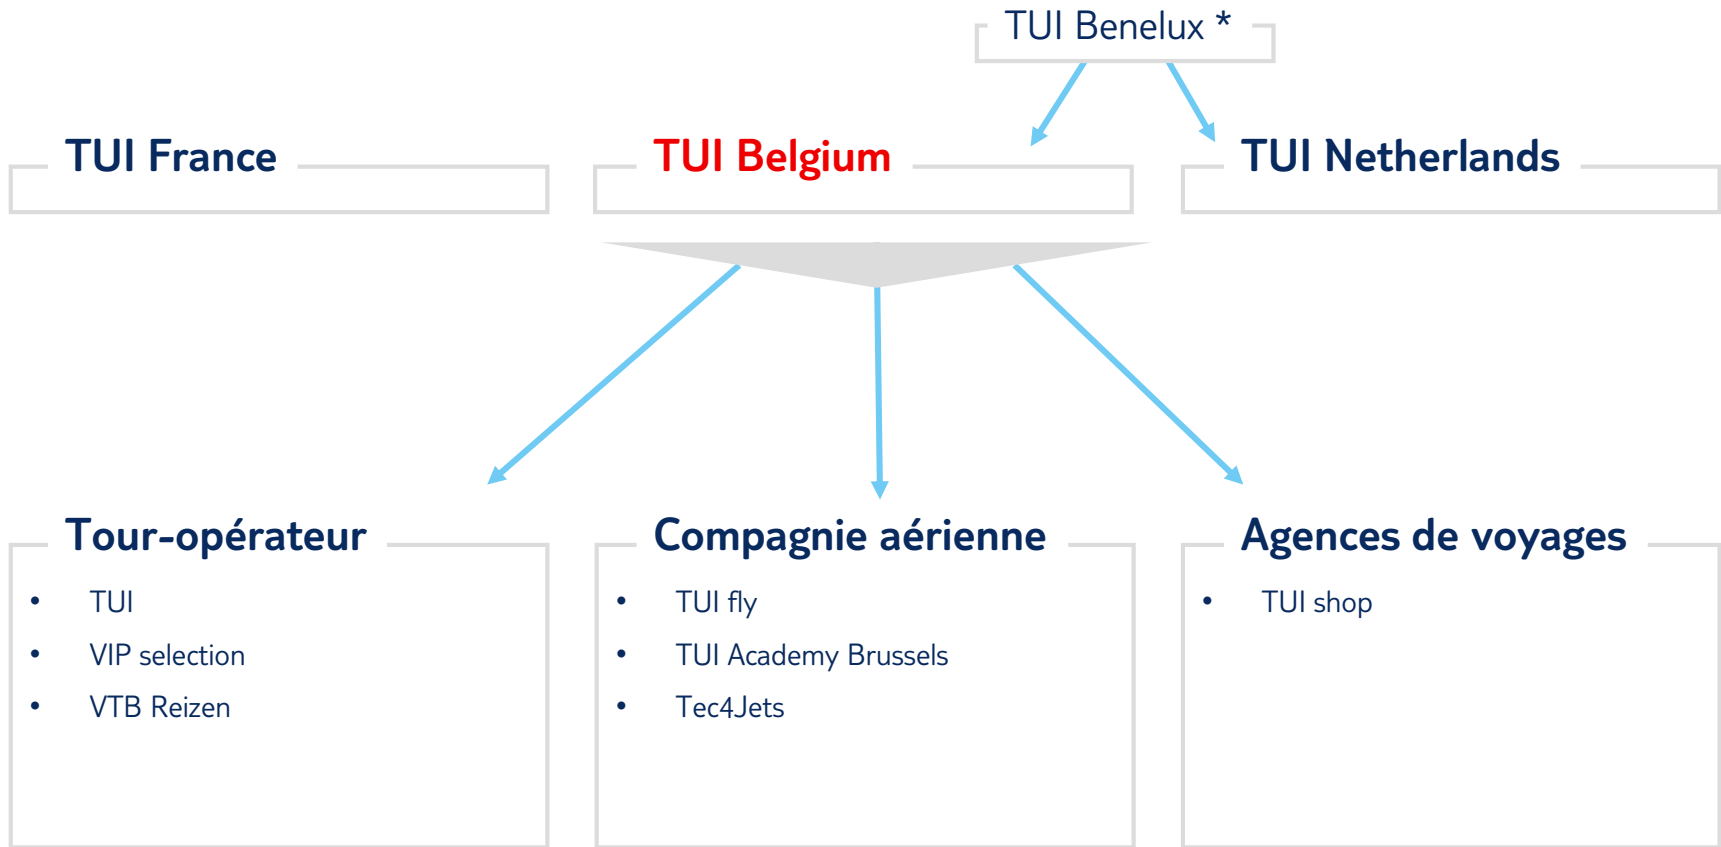 TUI Benelux *
TUI France
TUI Belgium
TUI Netherlands
Tour-opérateur
• TUI
• VIP selection
• VTB Reizen
Compagnie aérienne
• TUI fly
• TUI Academy Brussels
• Tec4Jets
Agences de voyages
• TUI shop